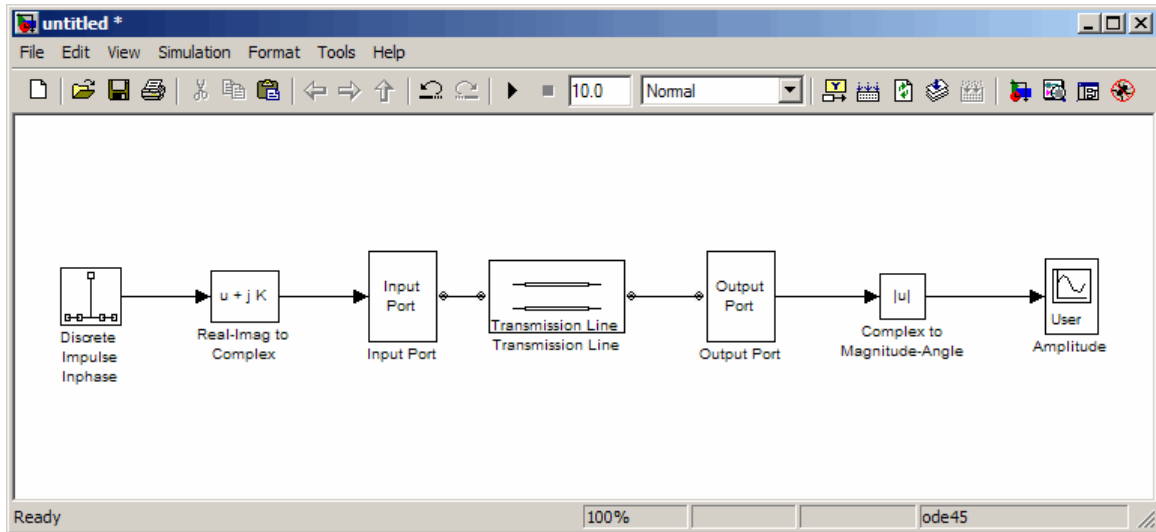 untitled *
File Edit View Simulation Format Tools Help
10.0 Normal
u + j K
Input
Port
Transmission Line
Output
Port
|u|
User
Discrete
Impulse
Inphase
Real-Imag to
Complex
Input Port
Transmission Line
Output Port
Complex to
Magnitude-Angle
Amplitude
Ready 100% ode45